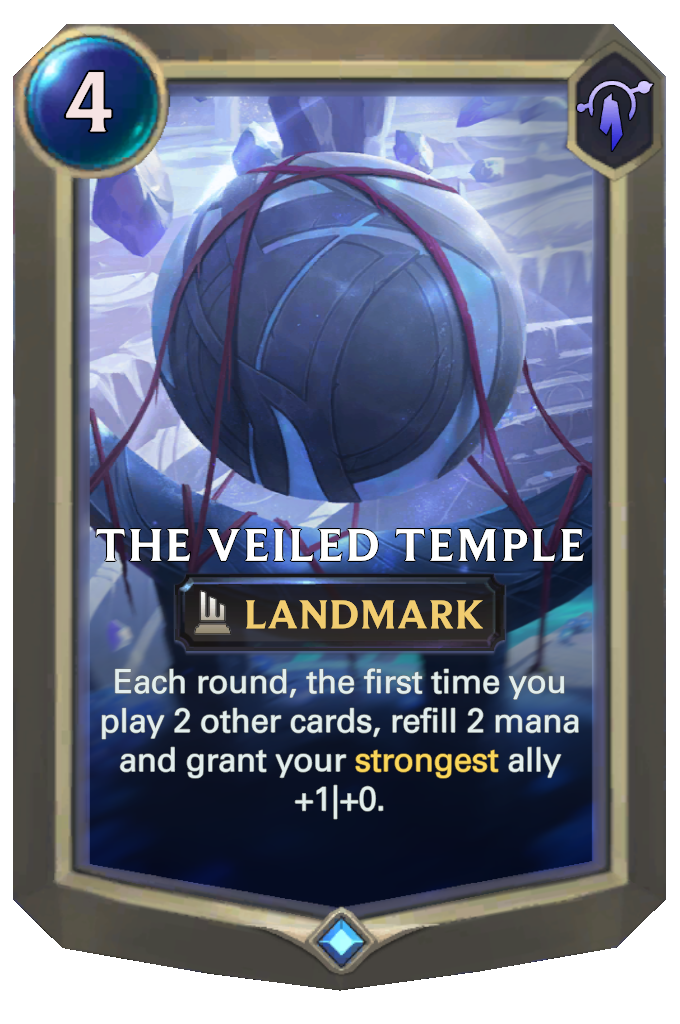 4
THE VEILED TEMPLE
LANDMARK
Each round, the first time you
play 2 other cards, refill 2 mana
and grant your strongest ally
+1|+0.